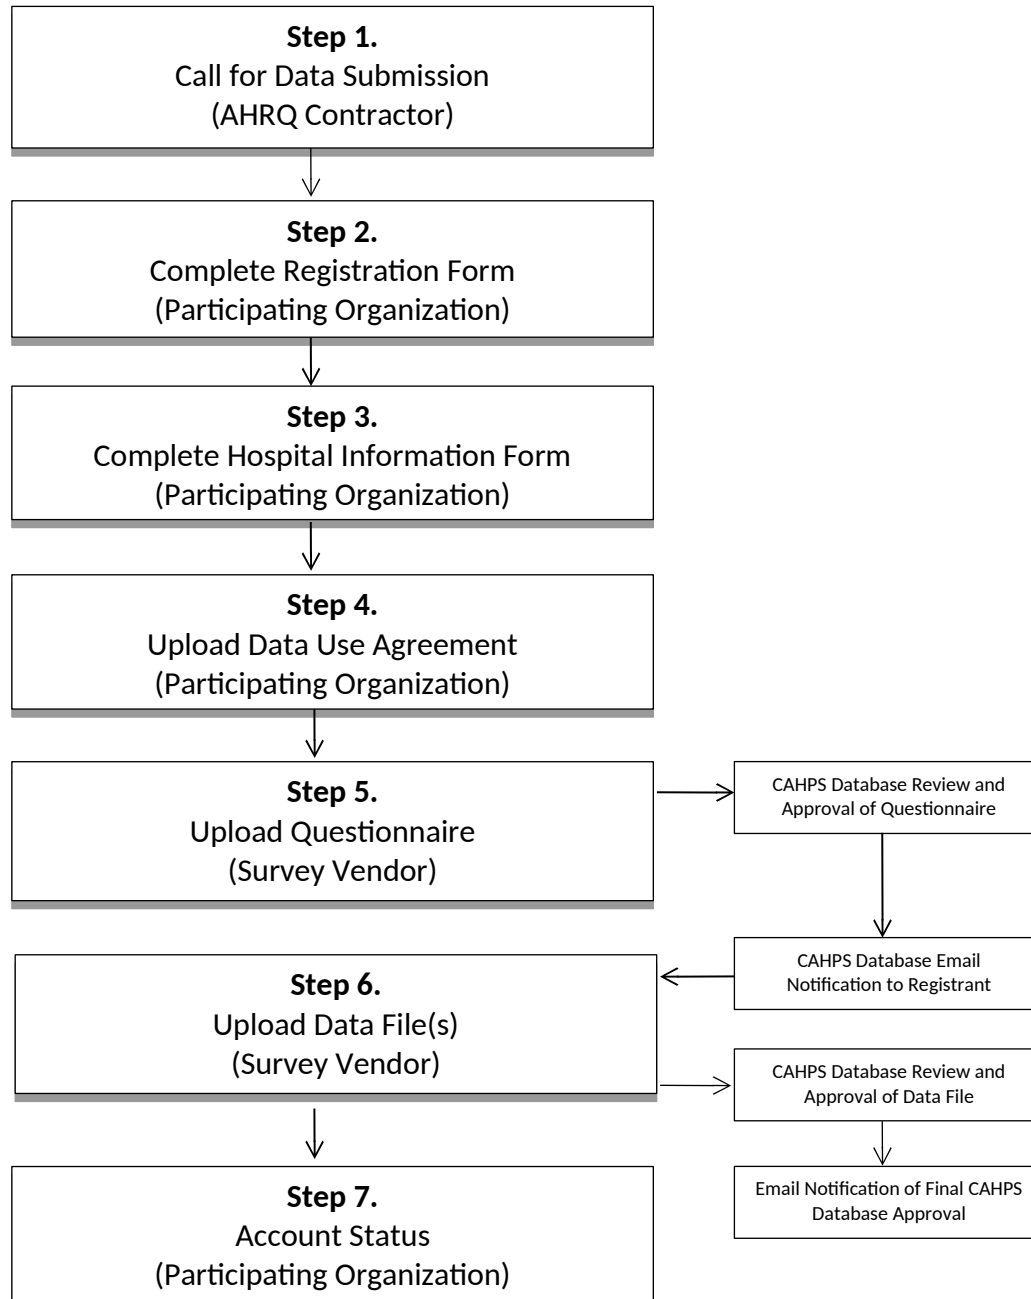 Step 1.
Call for Data Submission
(AHRQ Contractor)
Step 2.
Complete Registration Form
(Participating Organization)
Step 3.
Complete Hospital Information Form
(Participating Organization)
Step 4.
Upload Data Use Agreement
(Participating Organization)
Step 5.
Upload Questionnaire
(Survey Vendor)
CAHPS Database Review and
Approval of Questionnaire
CAHPS Database Email
Notification to Registrant
Step 6.
Upload Data File(s)
(Survey Vendor)
CAHPS Database Review and
Approval of Data File
Email Notification of Final CAHPS
Database Approval
Step 7.
Account Status
(Participating Organization)